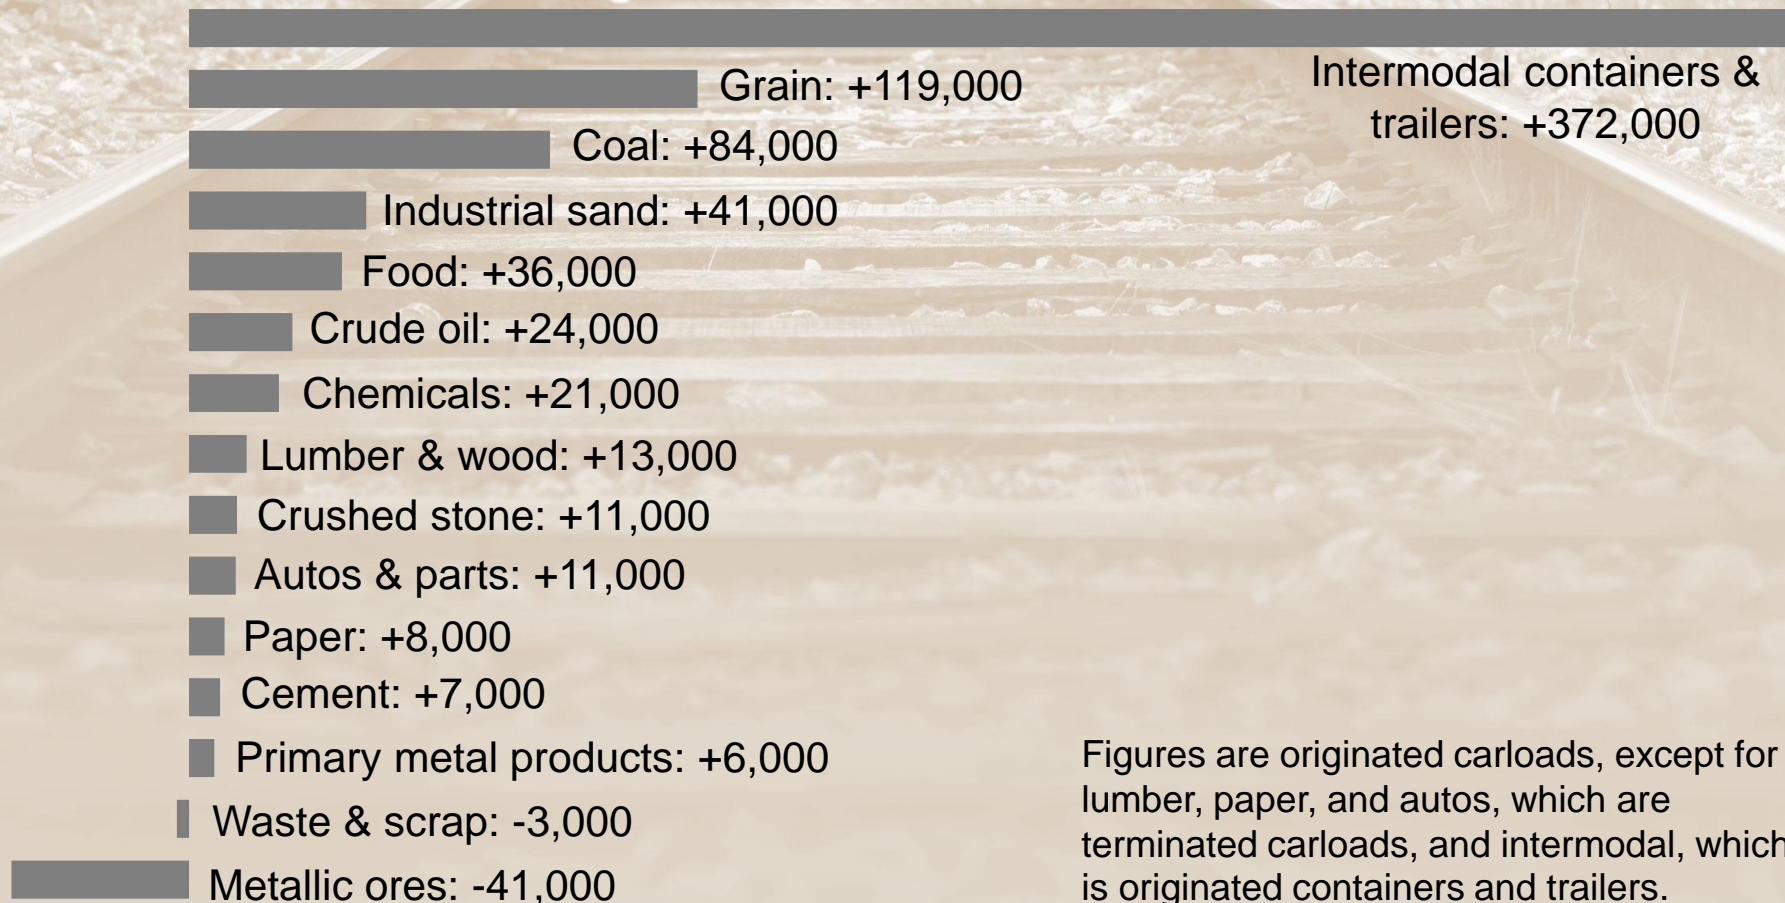 Intermodal containers &
trailers: +372,000
Grain: +119,000
Coal: +84,000
Industrial sand: +41,000
Food: +36,000
Crude oil: +24,000
Chemicals: +21,000
Lumber & wood: +13,000
Crushed stone: +11,000
Autos & parts: +11,000
Paper: +8,000
Cement: +7,000
Primary metal products: +6,000
Waste & scrap: -3,000
Metallic ores: -41,000
Figures are originated carloads, except for
lumber, paper, and autos, which are
terminated carloads, and intermodal, which
is originated containers and trailers.